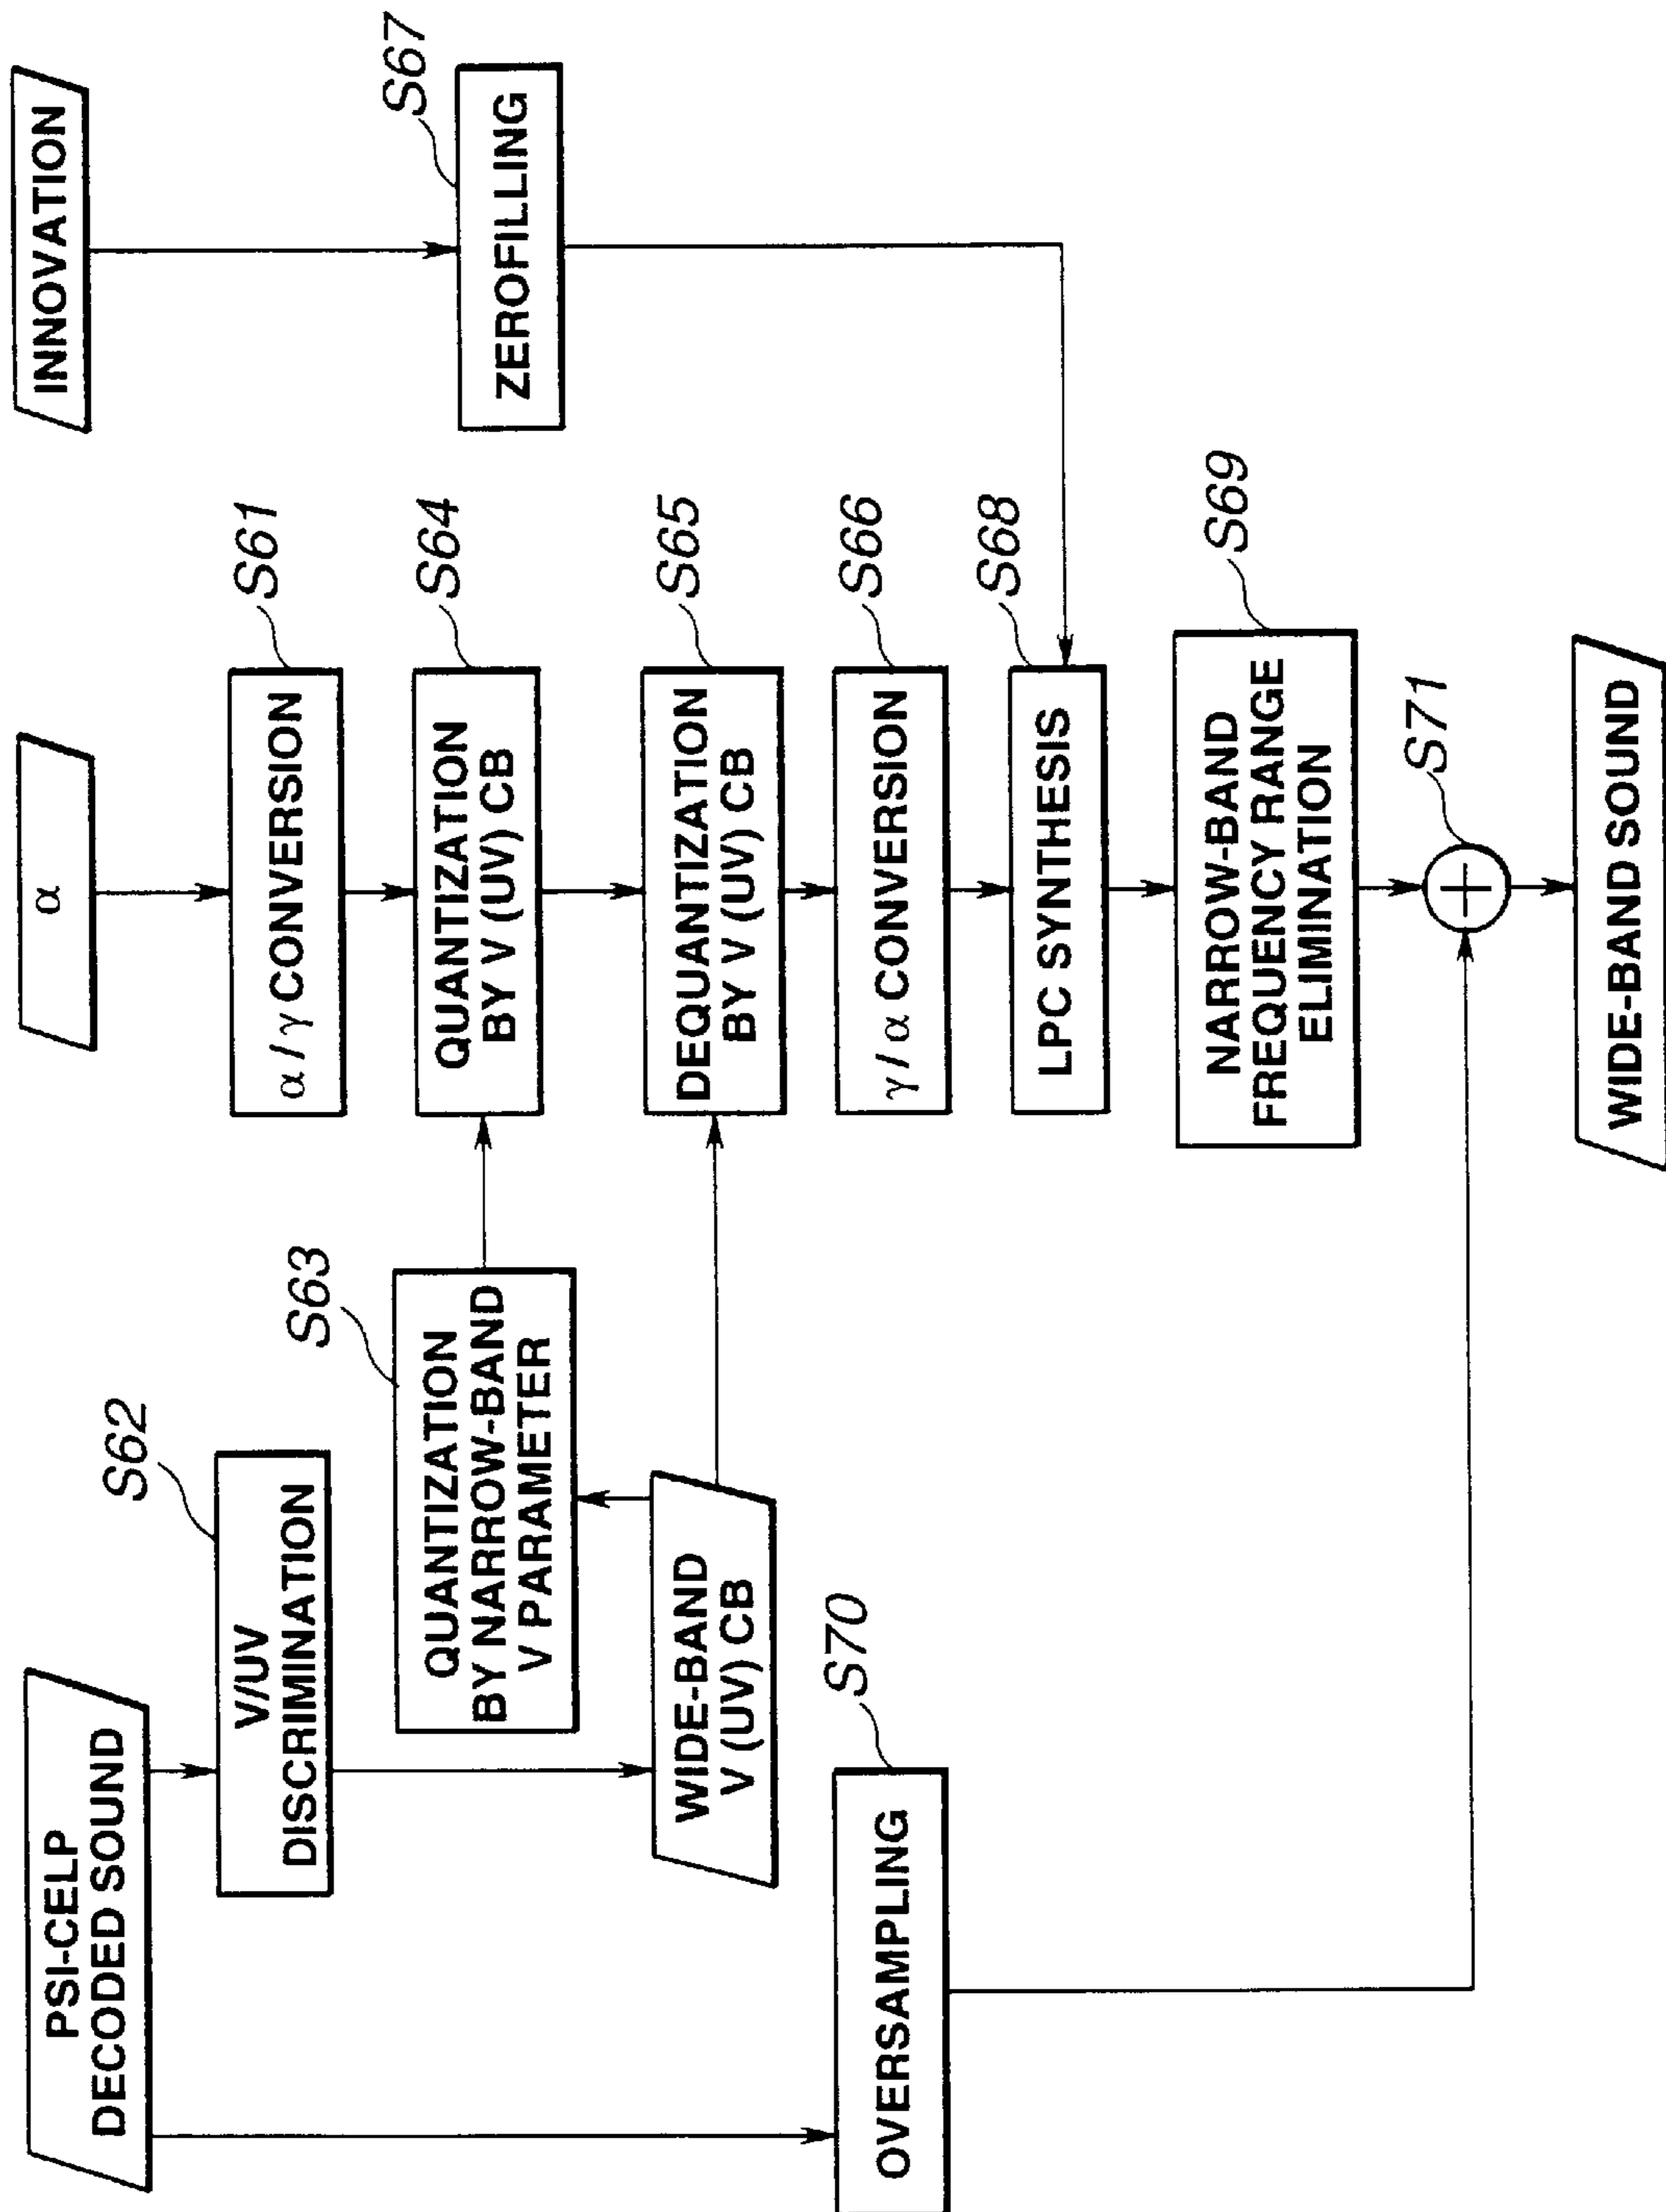 PSI-CELP
DECODED SOUND
α
INNOVATION
S62
V/UV
DISCRIMINATION
S61
α/γ CONVERSION
S67
ZEROFILLING
S63
QUANTIZATION
BY NARROW-BAND
V PARAMETER
S64
QUANTIZATION
BY V (UV) CB
WIDE-BAND
V (UV) CB
S65
DEQUANTIZATION
BY V (UV) CB
S70
OVERSAMPLING
S66
γ/α CONVERSION
S68
LPC SYNTHESIS
S69
NARROW-BAND
FREQUENCY RANGE
ELIMINATION
S71
+
WIDE-BAND SOUND